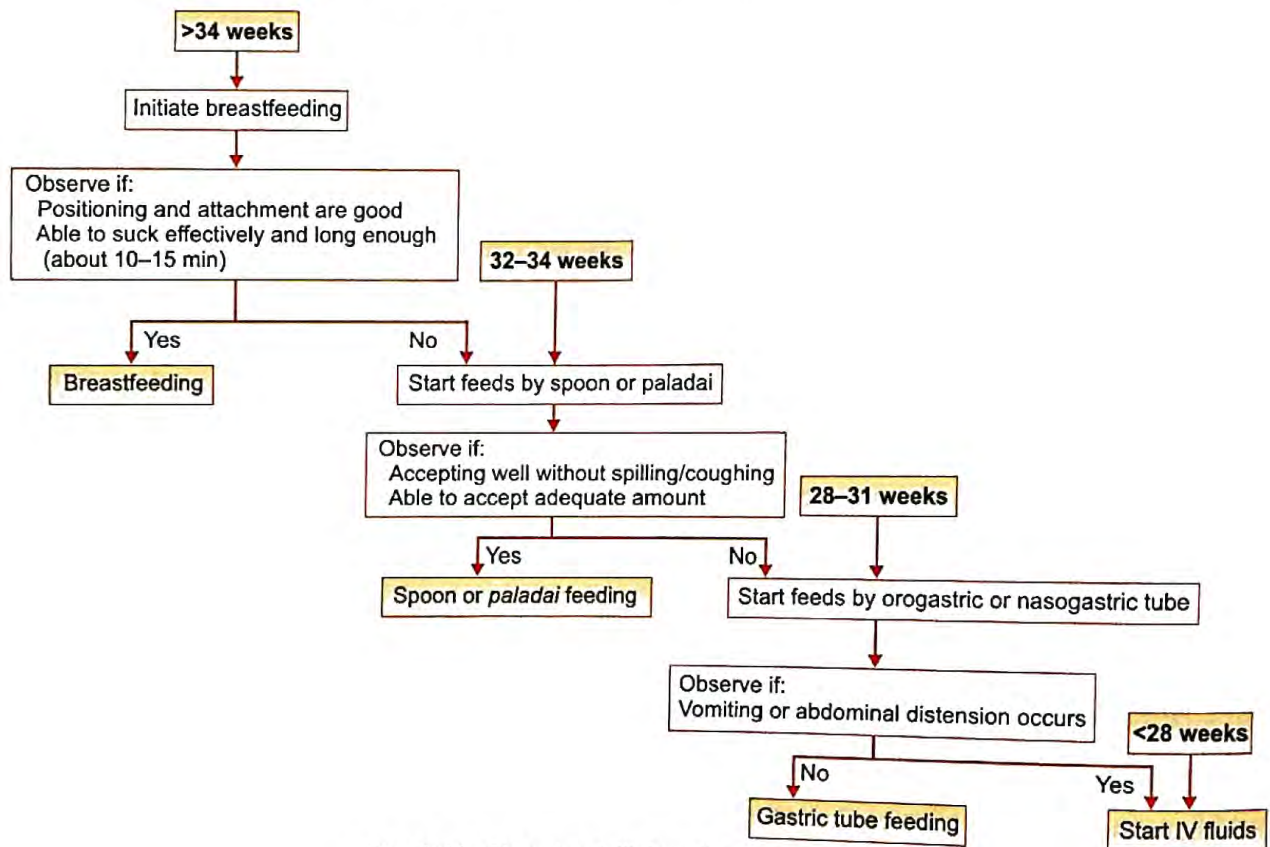 >34 weeks
Initiate breastfeeding
Observe if:
Positioning and attachment are good
Able to suck effectively and long enough
(about 10–15 min)
32–34 weeks
Yes
No
Breastfeeding
Start feeds by spoon or paladai
Observe if:
Accepting well without spilling/coughing
Able to accept adequate amount
28–31 weeks
Yes
No
Spoon or paladai feeding
Start feeds by orogastric or nasogastric tube
Observe if:
Vomiting or abdominal distension occurs
<28 weeks
No
Yes
Gastric tube feeding
Start IV fluids